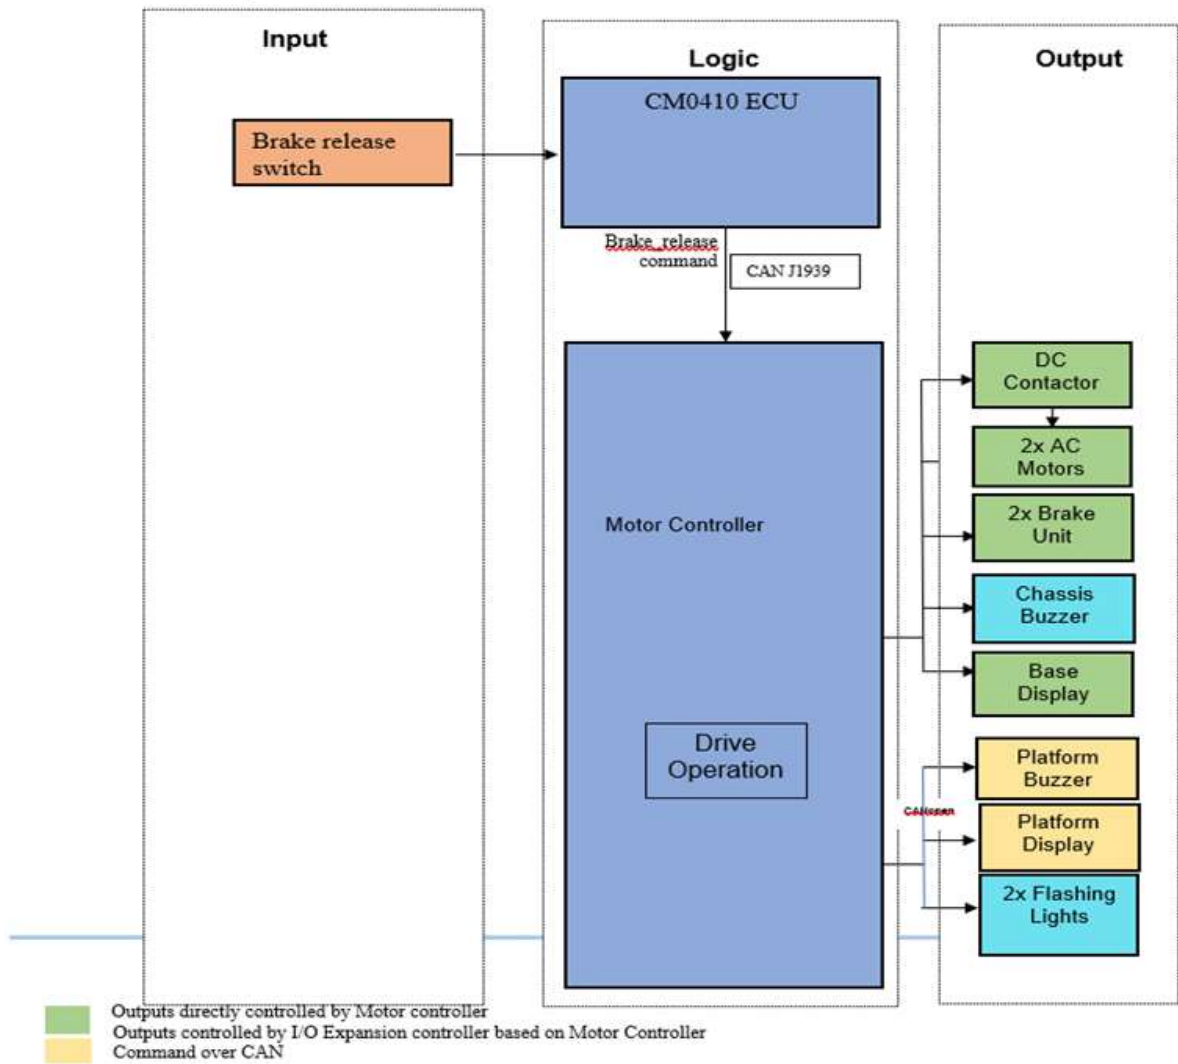 Input
Logic
Output
CM0410 ECU
Brake release
switch
Brake_release
command
CAN J1939
DC
Contactor
2x AC
Motors
2x Brake
Unit
Motor Controller
Chassis
Buzzer
Base
Display
Drive
Operation
Platform
Buzzer
CANopen
Platform
Display
2x Flashing
Lights
Outputs directly controlled by Motor controller
Outputs controlled by I/O Expansion controller based on Motor Controller
Command over CAN